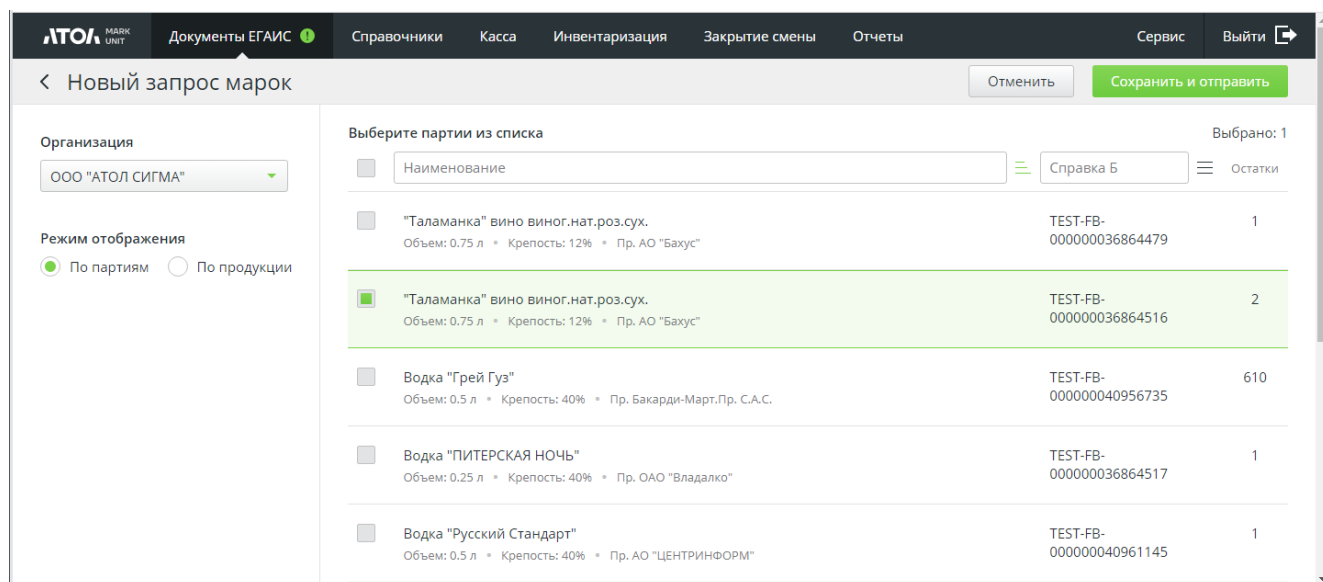 АТОЛ MARK UNIT Документы ЕГАИС ! Справочники Касса Инвентаризация Закрытие смены Отчеты Сервис Выйти
Новый запрос марок Отменить Сохранить и отправить
Организация
ООО "АТОЛ СИГМА"
Режим отображения
По партиям По продукции
Выберите партии из списка Выбрано: 1
Наименование Справка Б Остатки
"Таламанка" вино виног.нат.роз.сух. TEST-FB- 1
Объем: 0.75 л • Крепость: 12% • Пр. АО "Бахус" 000000036864479
"Таламанка" вино виног.нат.роз.сух. TEST-FB- 2
Объем: 0.75 л • Крепость: 12% • Пр. АО "Бахус" 000000036864516
Водка "Грей Гуз" TEST-FB- 610
Объем: 0.5 л • Крепость: 40% • Пр. Бакарди-Март.Пр. С.А.С. 000000040956735
Водка "ПИТЕРСКАЯ НОЧЬ" TEST-FB- 1
Объем: 0.25 л • Крепость: 40% • Пр. ОАО "Владалко" 000000036864517
Водка "Русский Стандарт" TEST-FB- 1
Объем: 0.5 л • Крепость: 40% • Пр. АО "ЦЕНТРИНФОРМ" 000000040961145